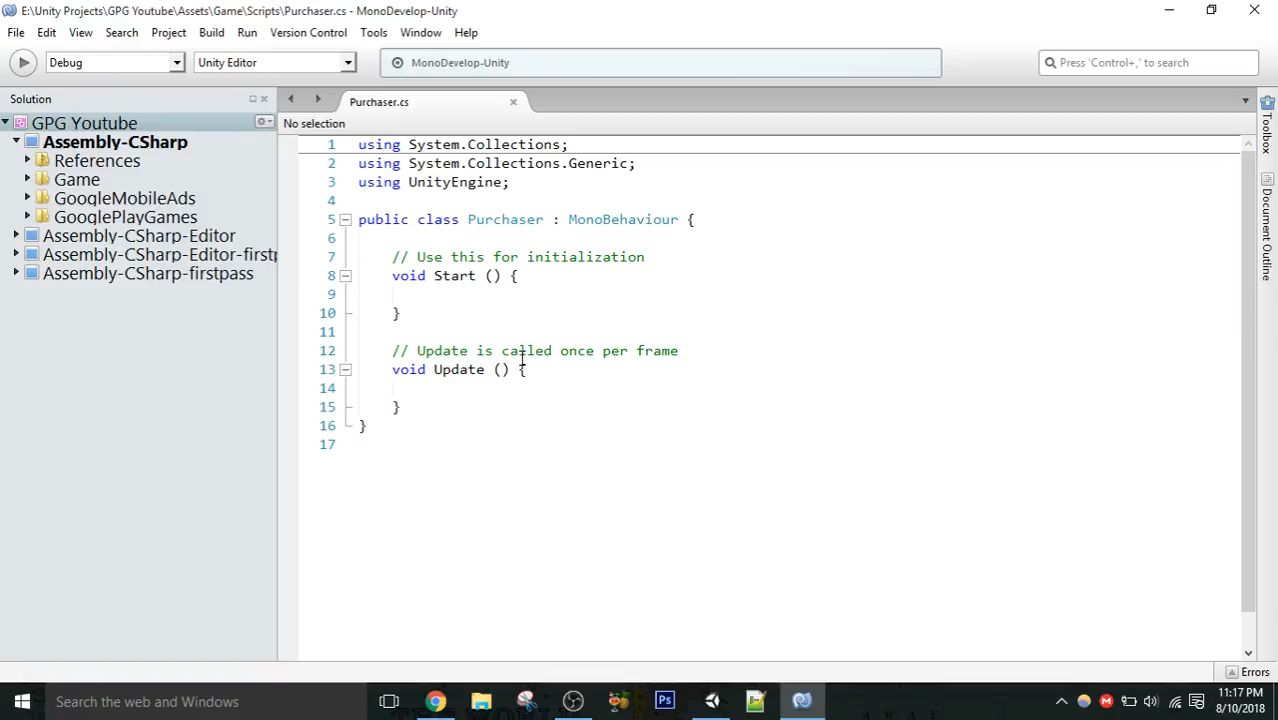 E:\Unity Projects\GPG Youtube\Assets\Game\Scripts\Purchaser.cs - MonoDevelop-Unity
File Edit View Search Project Build Run Version Control Tools Window Help
Debug Unity Editor MonoDevelop-Unity Press 'Control+,' to search
Solution
GPG Youtube
Assembly-CSharp
References
Game
GoogleMobileAds
GooglePlayGames
Assembly-CSharp-Editor
Assembly-CSharp-Editor-firstp
Assembly-CSharp-firstpass
Purchaser.cs
No selection
1 using System.Collections;
2 using System.Collections.Generic;
3 using UnityEngine;
4
5 public class Purchaser : MonoBehaviour {
6
7 // Use this for initialization
8 void Start () {
9
10 }
11
12 // Update is called once per frame
13 void Update () {
14
15 }
16 }
17
Toolbox
Document Outline
Errors
Search the web and Windows
Ps
11:17 PM
8/10/2018